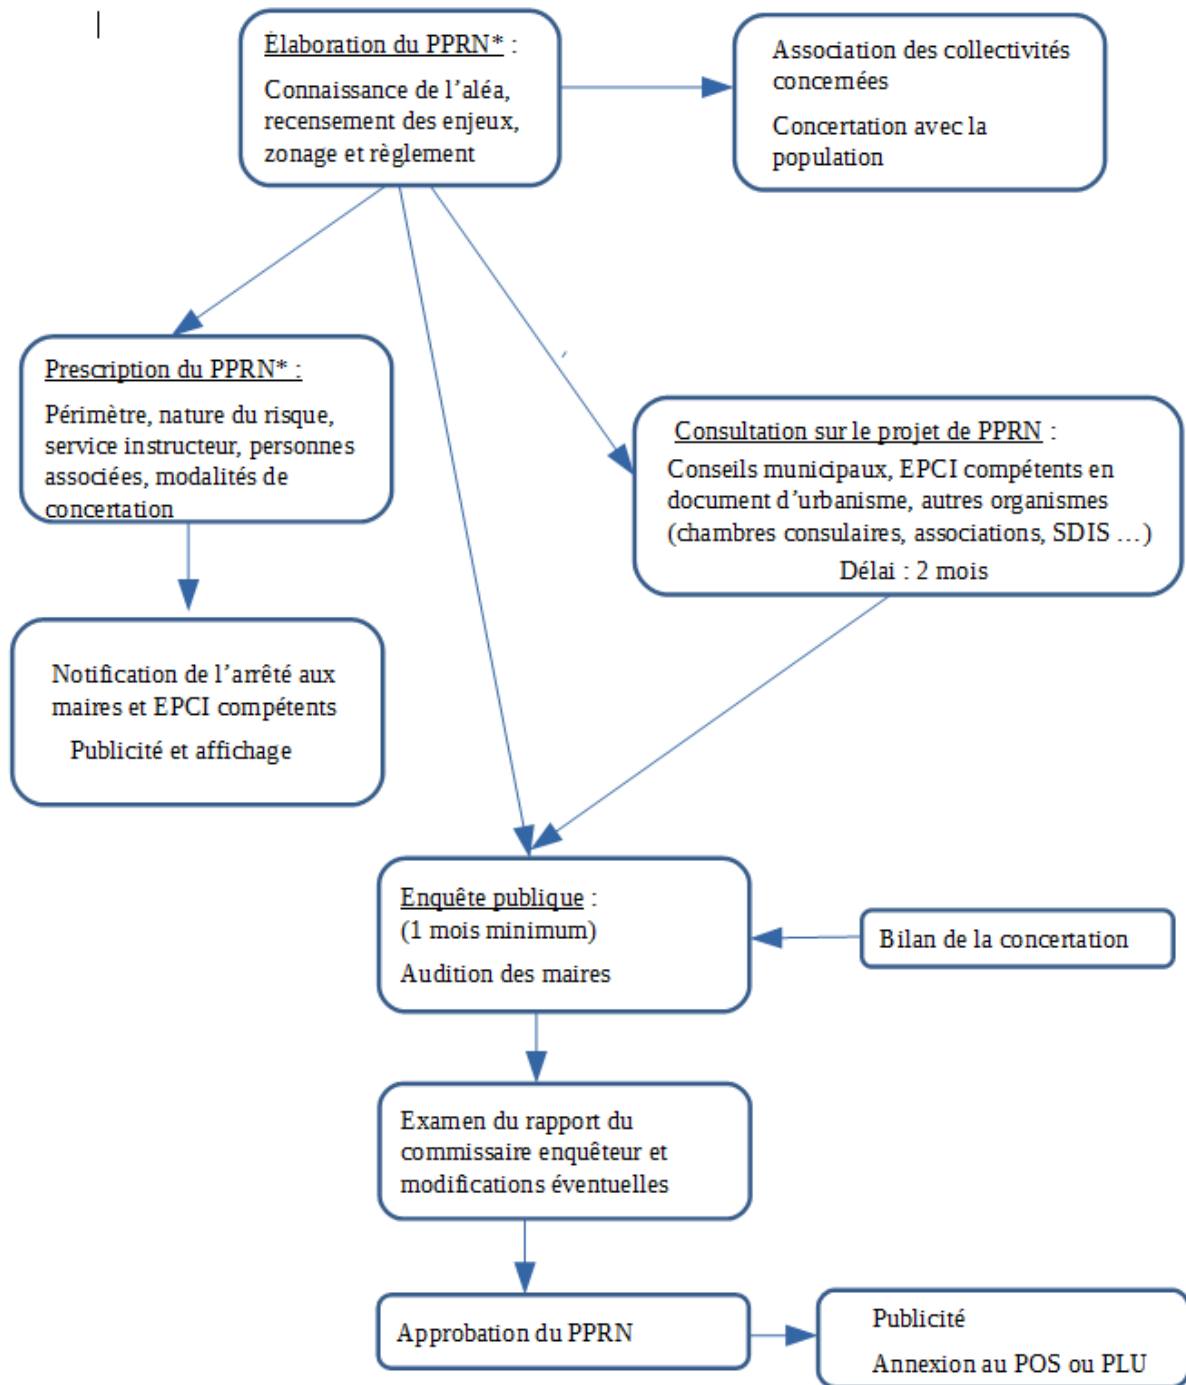 Élaboration du PPRN* :
Connaissance de l’aléa,
recensement des enjeux,
zonage et règlement
Association des collectivités
concernées
Concertation avec la
population
Prescription du PPRN* :
Périmètre, nature du risque,
service instructeur, personnes
associées, modalités de
concertation
Consultation sur le projet de PPRN :
Conseils municipaux, EPCI compétents en
document d’urbanisme, autres organismes
(chambres consulaires, associations, SDIS …)
Délai : 2 mois
Notification de l’arrêté aux
maires et EPCI compétents
Publicité et affichage
Enquête publique :
(1 mois minimum)
Audition des maires
Bilan de la concertation
Examen du rapport du
commissaire enquêteur et
modifications éventuelles
Approbation du PPRN
Publicité
Annexion au POS ou PLU